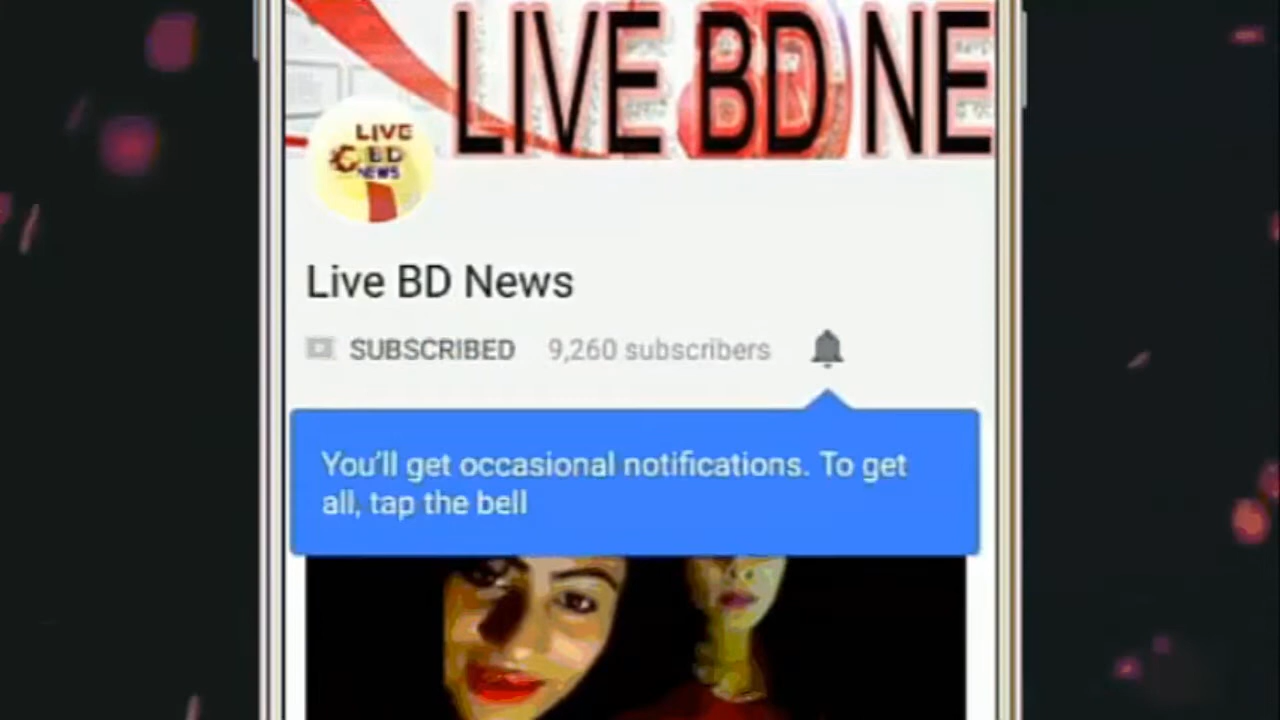 LIVE BD NE
LIVE
BD
NEWS
Live BD News
SUBSCRIBED 9,260 subscribers
You'll get occasional notifications. To get
all, tap the bell